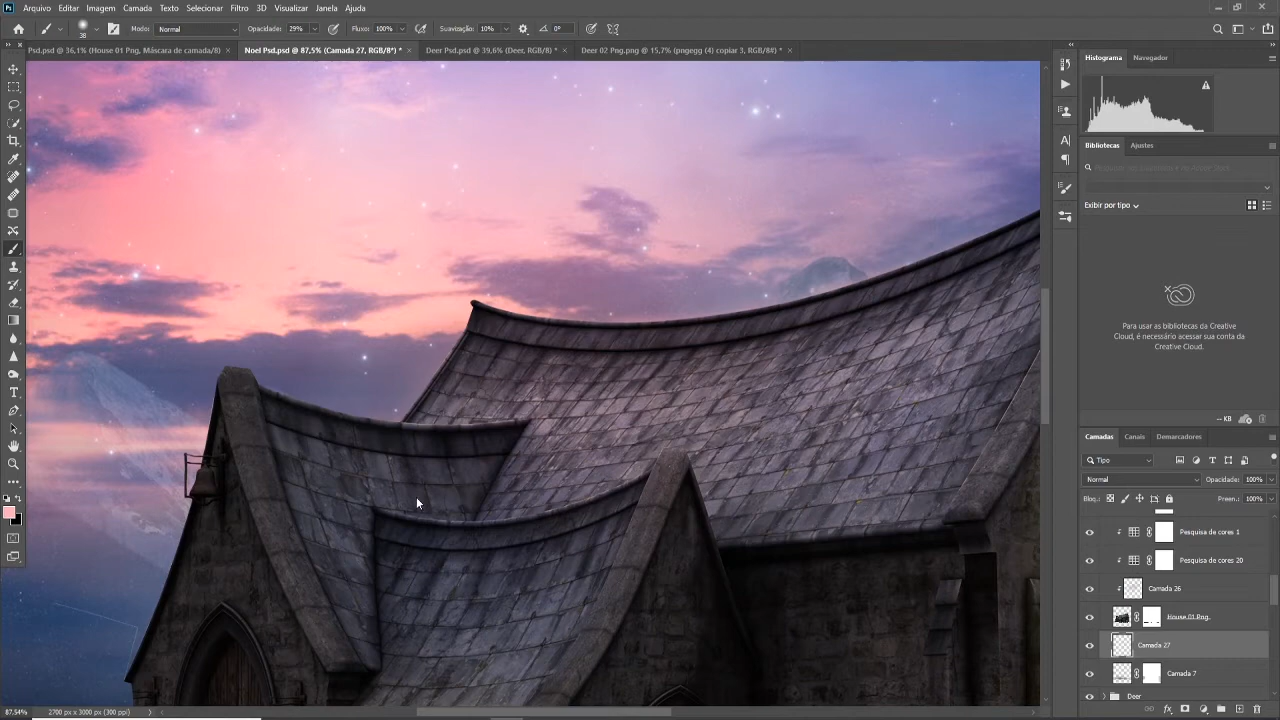 Ps Arquivo Editar Imagem Camada Texto Selecionar Filtro 3D Visualizar Janela Ajuda
38 Modo: Normal Opacidade: 29% Fluxo: 100% Suavização: 10% 0°
Psd.psd @ 36,1% (House 01 Png, Máscara de camada/8) × Noel Psd.psd @ 87,5% (Camada 27, RGB/8*) * × Deer Psd.psd @ 39,6% (Deer, RGB/8) * × Deer 02 Png.png @ 15,7% (pngegg (4) copiar 3, RGB/8#) * ×
Histograma Navegador
Bibliotecas Ajustes
Exibir por tipo
Para usar as bibliotecas da Creative
Cloud, é necessário acessar sua conta da
Creative Cloud.
-- KB
Camadas Canais Demarcadores
Tipo
Normal Opacidade: 100%
Bloq.: Preen.: 100%
Pesquisa de cores 1
Pesquisa de cores 20
Camada 26
House 01 Png
Camada 27
Camada 7
Deer
87,54% 2700 px x 3000 px (300 ppi)